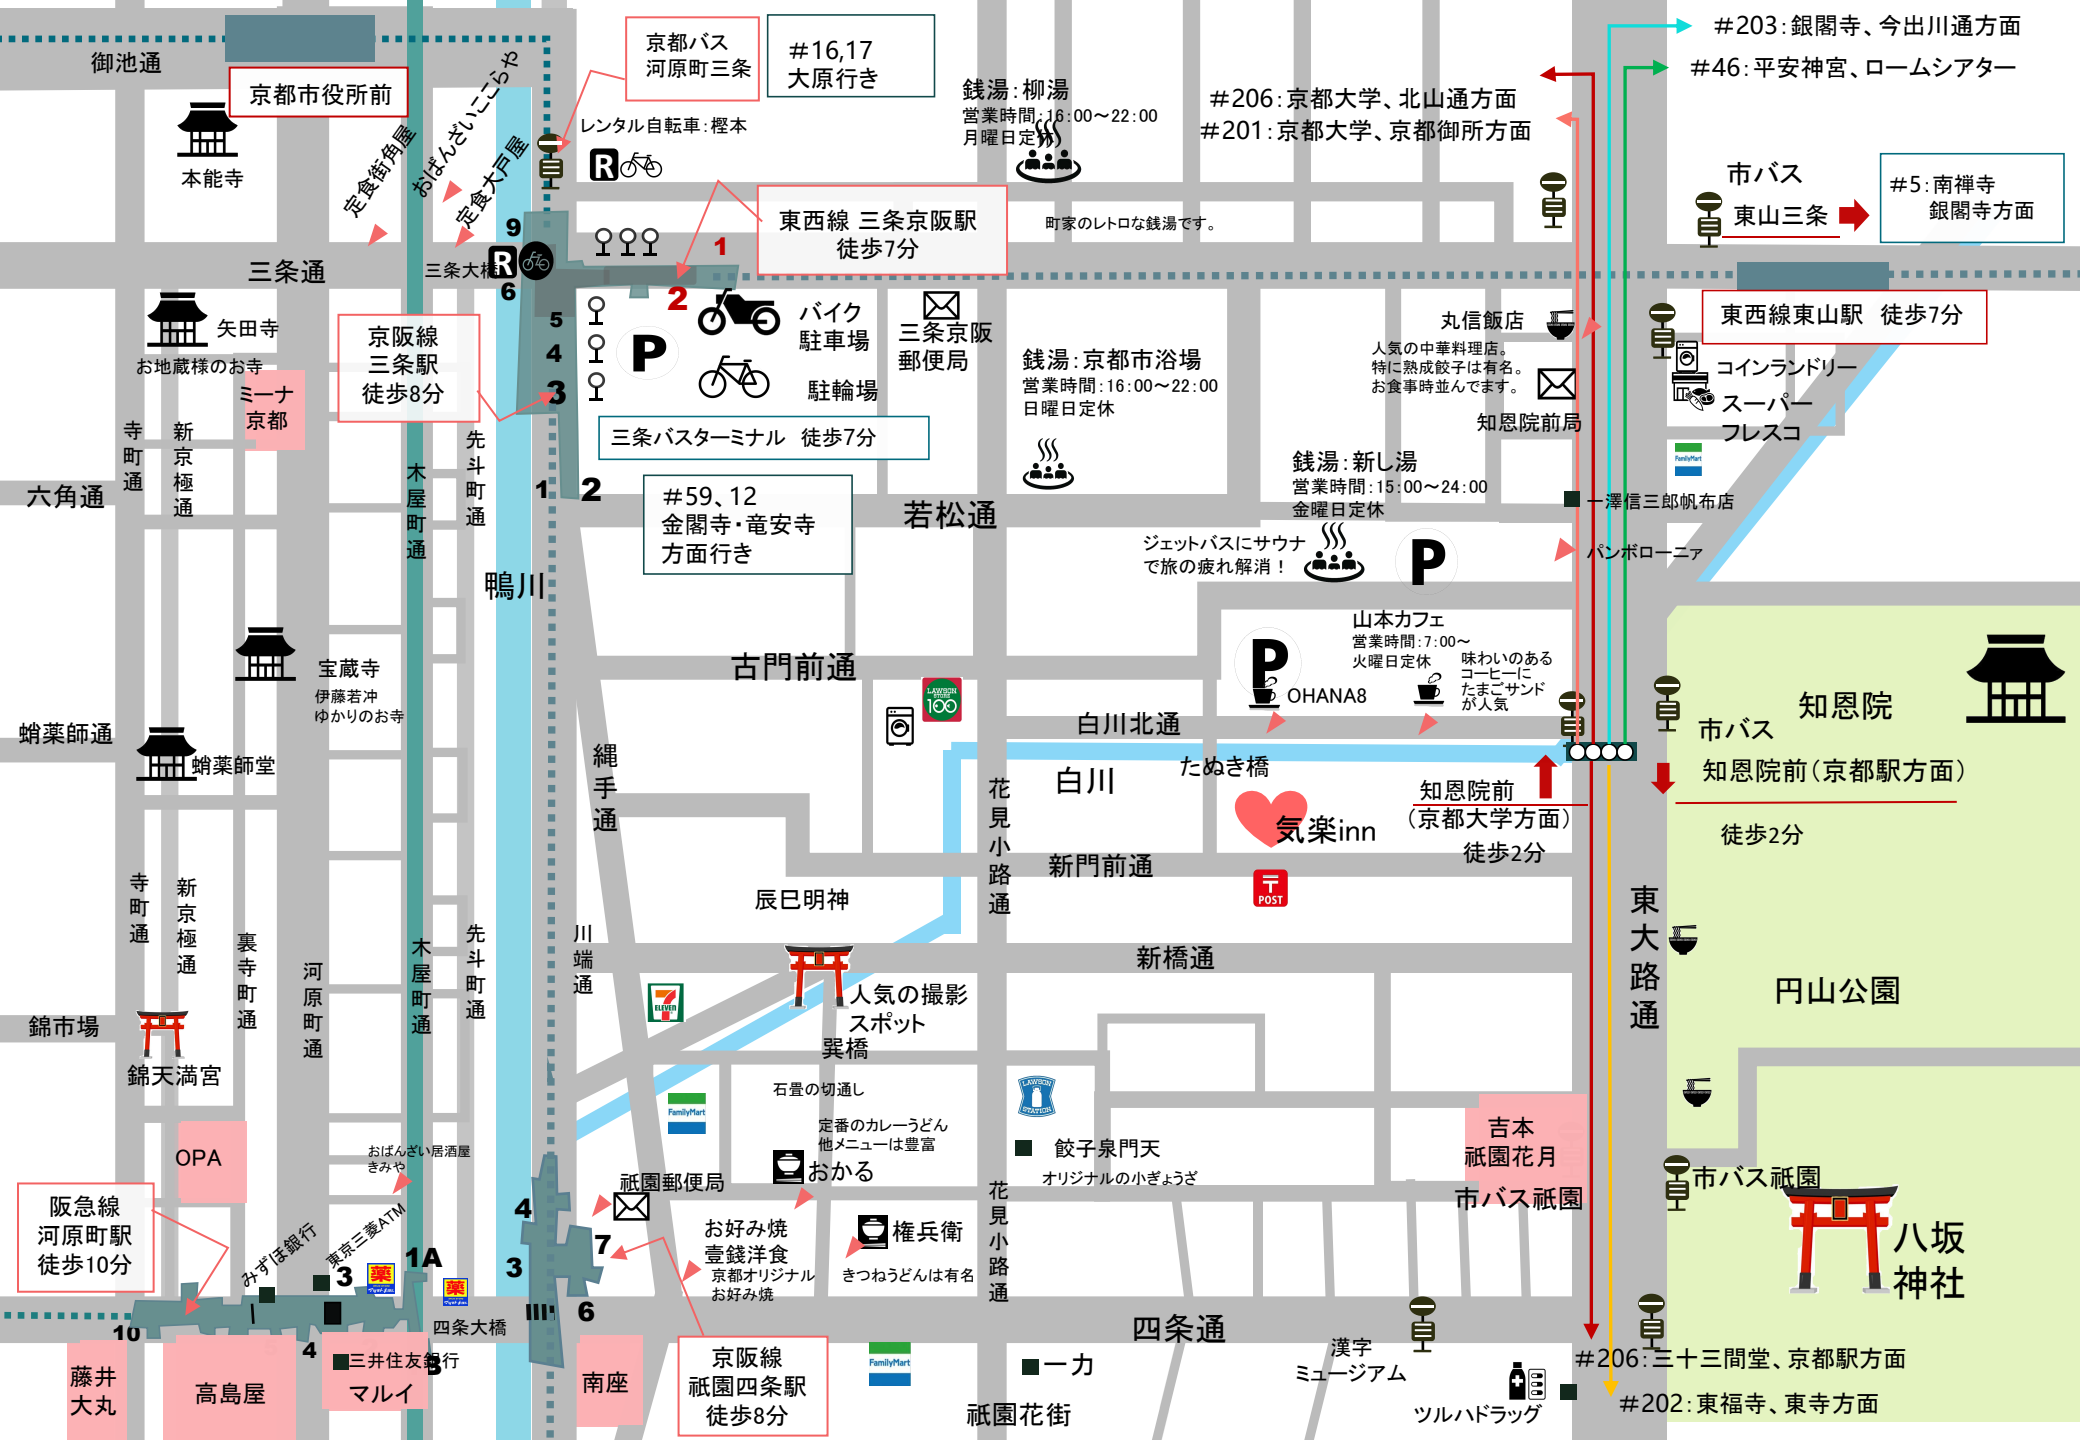 御池通
京都市役所前
本能寺
定食街角屋
おばんざいここらや
定食大戸屋
京都バス
河原町三条
#16,17
大原行き
レンタル自転車：樫本
R
銭湯：柳湯
営業時間：16：00～22：00
月曜日定休
町家のレトロな銭湯です。
#203：銀閣寺、今出川通方面
#46：平安神宮、ロームシアター
#206：京都大学、北山通方面
#201：京都大学、京都御所方面
市バス
東山三条
#5：南禅寺
銀閣寺方面
東西線 三条京阪駅
徒歩7分
9
1
三条通
三条大橋
R
6
2
矢田寺
お地蔵様のお寺
京阪線
三条駅
徒歩8分
5
4
3
P
バイク
駐車場
駐輪場
三条京阪
郵便局
銭湯：京都市浴場
営業時間：16：00～22：00
日曜日定休
丸信飯店
人気の中華料理店。
特に熟成餃子は有名。
お食事時並んでます。
知恩院前局
東西線東山駅 徒歩7分
コインランドリー
スーパー
フレスコ
FamilyMart
ミーナ
京都
三条バスターミナル 徒歩7分
寺町通
新京極通
木屋町通
先斗町通
六角通
1
2
#59、12
金閣寺・竜安寺
方面行き
若松通
銭湯：新し湯
営業時間：15：00～24：00
金曜日定休
ジェットバスにサウナ
で旅の疲れ解消！
P
一澤信三郎帆布店
パンボローニァ
鴨川
宝蔵寺
伊藤若冲
ゆかりのお寺
古門前通
P
OHANA8
山本カフェ
営業時間：7：00～
火曜日定休
味わいのある
コーヒーに
たまごサンド
が人気
LAWSON
STORE
100
白川北通
知恩院
市バス
知恩院前（京都駅方面）
徒歩2分
蛸薬師通
蛸薬師堂
縄手通
花見小路通
白川
たぬき橋
気楽inn
知恩院前
（京都大学方面）
徒歩2分
新門前通
POST
寺町通
新京極通
裏寺町通
河原町通
木屋町通
先斗町通
川端通
辰巳明神
新橋通
東大路通
円山公園
錦市場
錦天満宮
7
ELEVEN
人気の撮影
スポット
巽橋
石畳の切通し
FamilyMart
定番のカレーうどん
他メニューは豊富
おかる
LAWSON
STATION
餃子泉門天
オリジナルの小ぎょうざ
吉本
祇園花月
市バス祇園
市バス祇園
OPA
おばんざい居酒屋
きみや
祇園郵便局
阪急線
河原町駅
徒歩10分
みずほ銀行
東京三菱ATM
3
薬
1A
薬
4
3
7
6
お好み焼
壹錢洋食
京都オリジナル
お好み焼
権兵衛
きつねうどんは有名
花見小路通
八坂
神社
10
5
4
四条大橋
四条通
三井住友銀行
3
藤井
大丸
高島屋
マルイ
南座
京阪線
祇園四条駅
徒歩8分
FamilyMart
一力
祇園花街
漢字
ミュージアム
ツルハドラッグ
#206：三十三間堂、京都駅方面
#202：東福寺、東寺方面